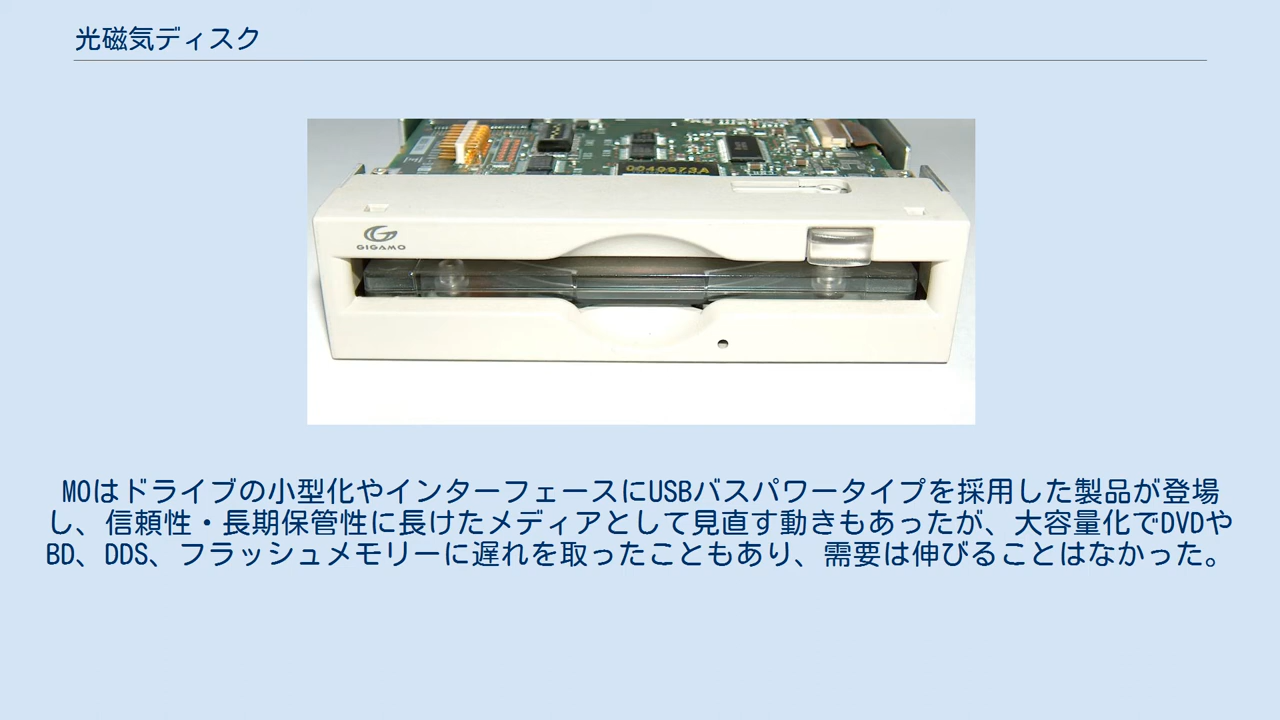 光磁気ディスク
0040973A
GIGAMO
MOはドライブの小型化やインターフェースにUSBバスパワータイプを採用した製品が登場
し、信頼性・長期保管性に長けたメディアとして見直す動きもあったが、大容量化でDVDや
BD、DDS、フラッシュメモリーに遅れを取ったこともあり、需要は伸びることはなかった。